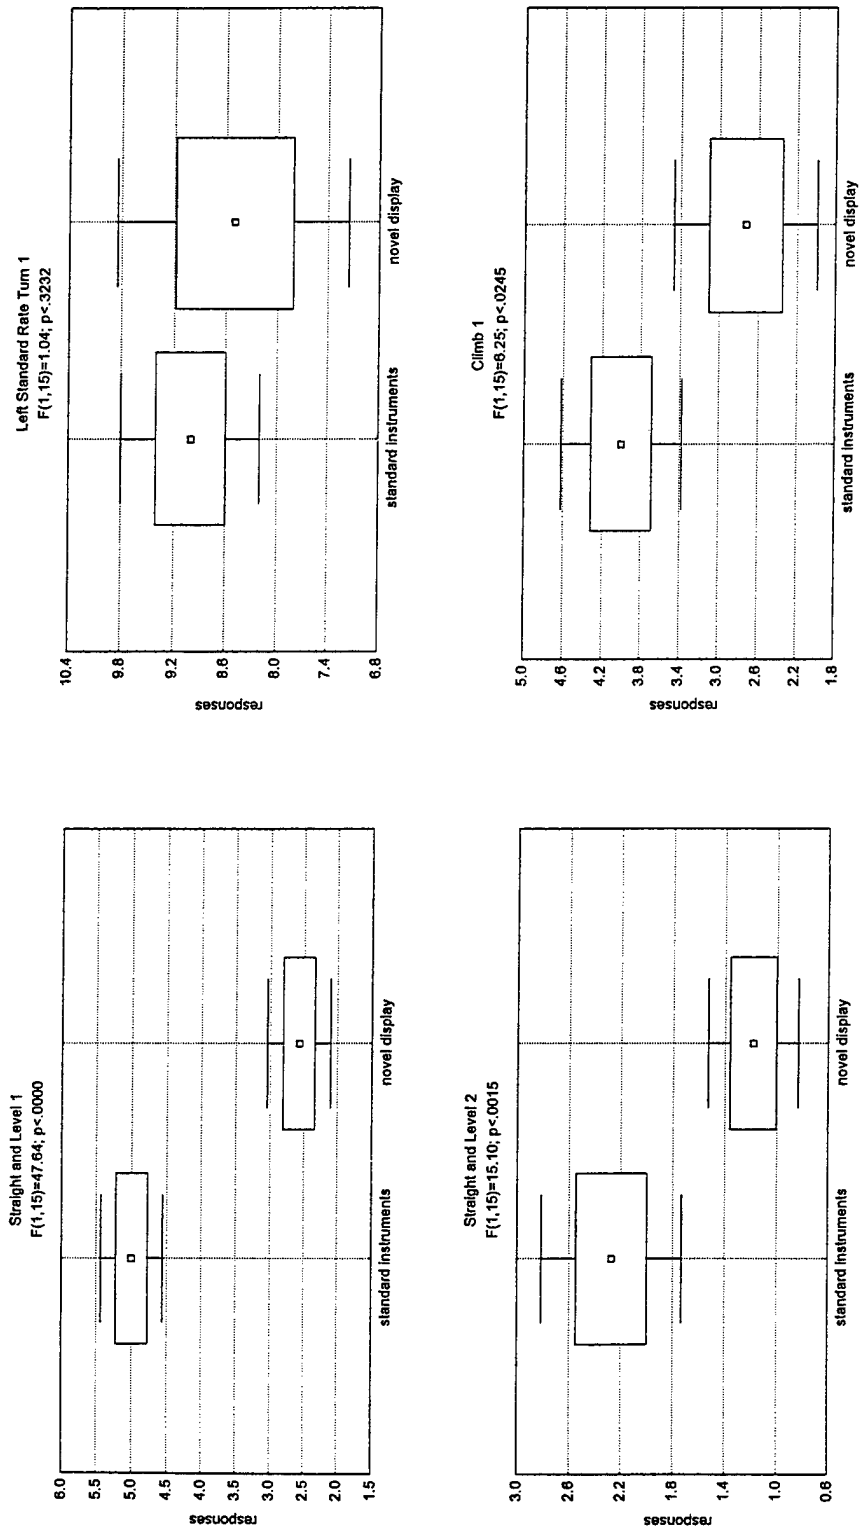 Straight and Level 1
F(1,15)=47.64; p<.0000
responses
6.0
5.5
5.0
4.5
4.0
3.5
3.0
2.5
2.0
1.5
standard instruments
novel display
Left Standard Rate Turn 1
F(1,15)=1.04; p<.3232
responses
10.4
9.8
9.2
8.6
8.0
7.4
6.8
standard instruments
novel display
Straight and Level 2
F(1,15)=15.10; p<.0015
responses
3.0
2.6
2.2
1.8
1.4
1.0
0.6
standard instruments
novel display
Climb 1
F(1,15)=6.25; p<.0245
responses
5.0
4.6
4.2
3.8
3.4
3.0
2.6
2.2
1.8
standard instruments
novel display